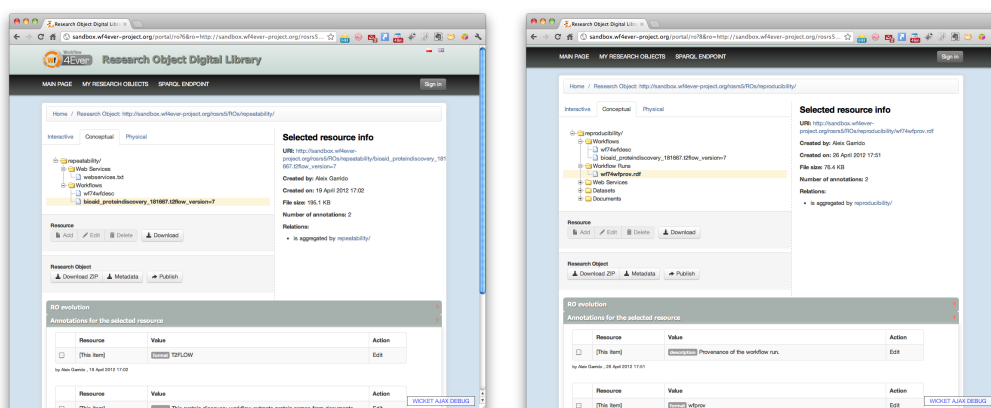 Research Object Digital Libr
sandbox.wf4ever-project.org/portal/ro?6&ro=http://sandbox.wf4ever-project.org/rosrs5...
Workflow
4Ever
Research Object Digital Library
MAIN PAGE MY RESEARCH OBJECTS SPARQL ENDPOINT Sign in
Home / Research Object: http://sandbox.wf4ever-project.org/rosrs5/ROs/repeatability/
Interactive Conceptual Physical
repeatability/
Web Services
webservices.txt
Workflows
wf74wfdesc
bioaid_proteindiscovery_181667.t2flow_version=7
Resource
Add Edit Delete Download
Research Object
Download ZIP Metadata Publish
Selected resource info
URI: http://sandbox.wf4ever-
project.org/rosrs5/ROs/repeatability/bioaid_proteindiscovery_181
667.t2flow_version=7
Created by: Aleix Garrido
Created on: 19 April 2012 17:02
File size: 195,1 KB
Number of annotations: 2
Relations:
is aggregated by repeatability/
RO evolution
Annotations for the selected resource
Resource Value Action
[This item] format T2FLOW Edit
by Aleix Garrido , 19 April 2012 17:02
Resource Value Action
WICKET AJAX DEBUG
Research Object Digital Libr
sandbox.wf4ever-project.org/portal/ro?8&ro=http://sandbox.wf4ever-project.org/rosrs5...
MAIN PAGE MY RESEARCH OBJECTS SPARQL ENDPOINT Sign in
Home / Research Object: http://sandbox.wf4ever-project.org/rosrs5/ROs/reproducibility/
Interactive Conceptual Physical
reproducibility/
Workflows
wf74wfdesc
bioaid_proteindiscovery_181667.t2flow_version=7
Workflow Runs
wf74wfprov.rdf
Web Services
Datasets
Documents
Resource
Add Edit Delete Download
Research Object
Download ZIP Metadata Publish
Selected resource info
URI: http://sandbox.wf4ever-
project.org/rosrs5/ROs/reproducibility/wf74wfprov.rdf
Created by: Aleix Garrido
Created on: 26 April 2012 17:51
File size: 76.4 KB
Number of annotations: 2
Relations:
is aggregated by reproducibility/
RO evolution
Annotations for the selected resource
Resource Value Action
[This item] description Provenance of the workflow run. Edit
by Aleix Garrido , 26 April 2012 17:51
Resource Value Action
[This item] format wfprov Edit
WICKET AJAX DEBUG